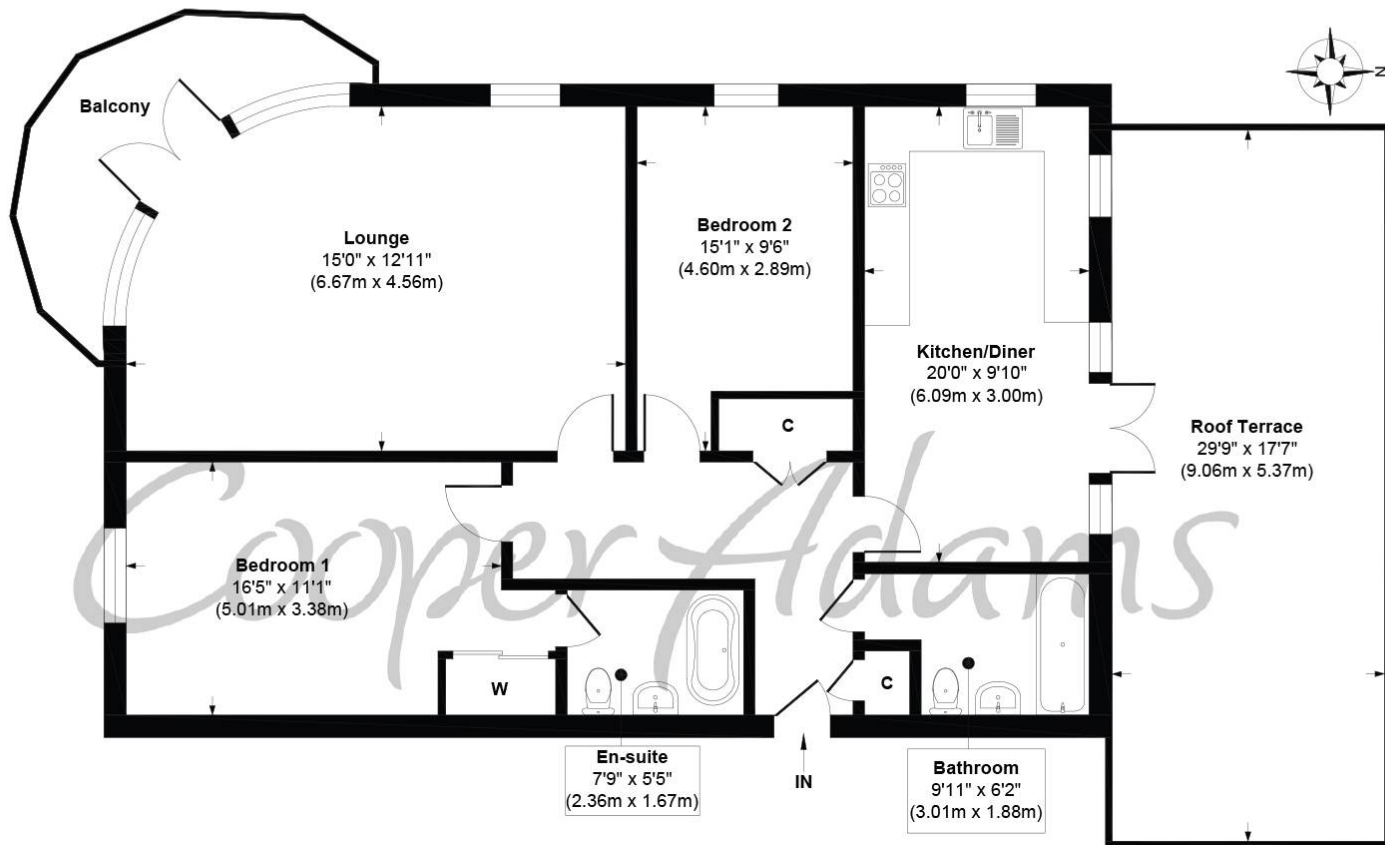 Balcony
N
Lounge
15'0" x 12'11"
(6.67m x 4.56m)
Bedroom 2
15'1" x 9'6"
(4.60m x 2.89m)
Kitchen/Diner
20'0" x 9'10"
(6.09m x 3.00m)
C
Roof Terrace
29'9" x 17'7"
(9.06m x 5.37m)
Cooper Adams
Bedroom 1
16'5" x 11'1"
(5.01m x 3.38m)
W
C
En-suite
7'9" x 5'5"
(2.36m x 1.67m)
IN
Bathroom
9'11" x 6'2"
(3.01m x 1.88m)